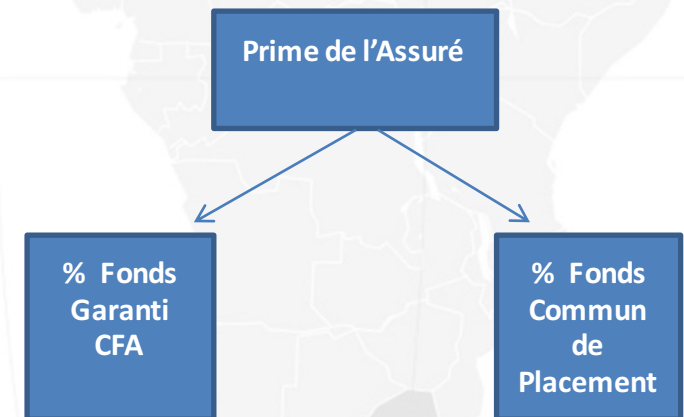 Prime de l’Assuré
% Fonds
Garanti
CFA
% Fonds
Commun
de
Placement